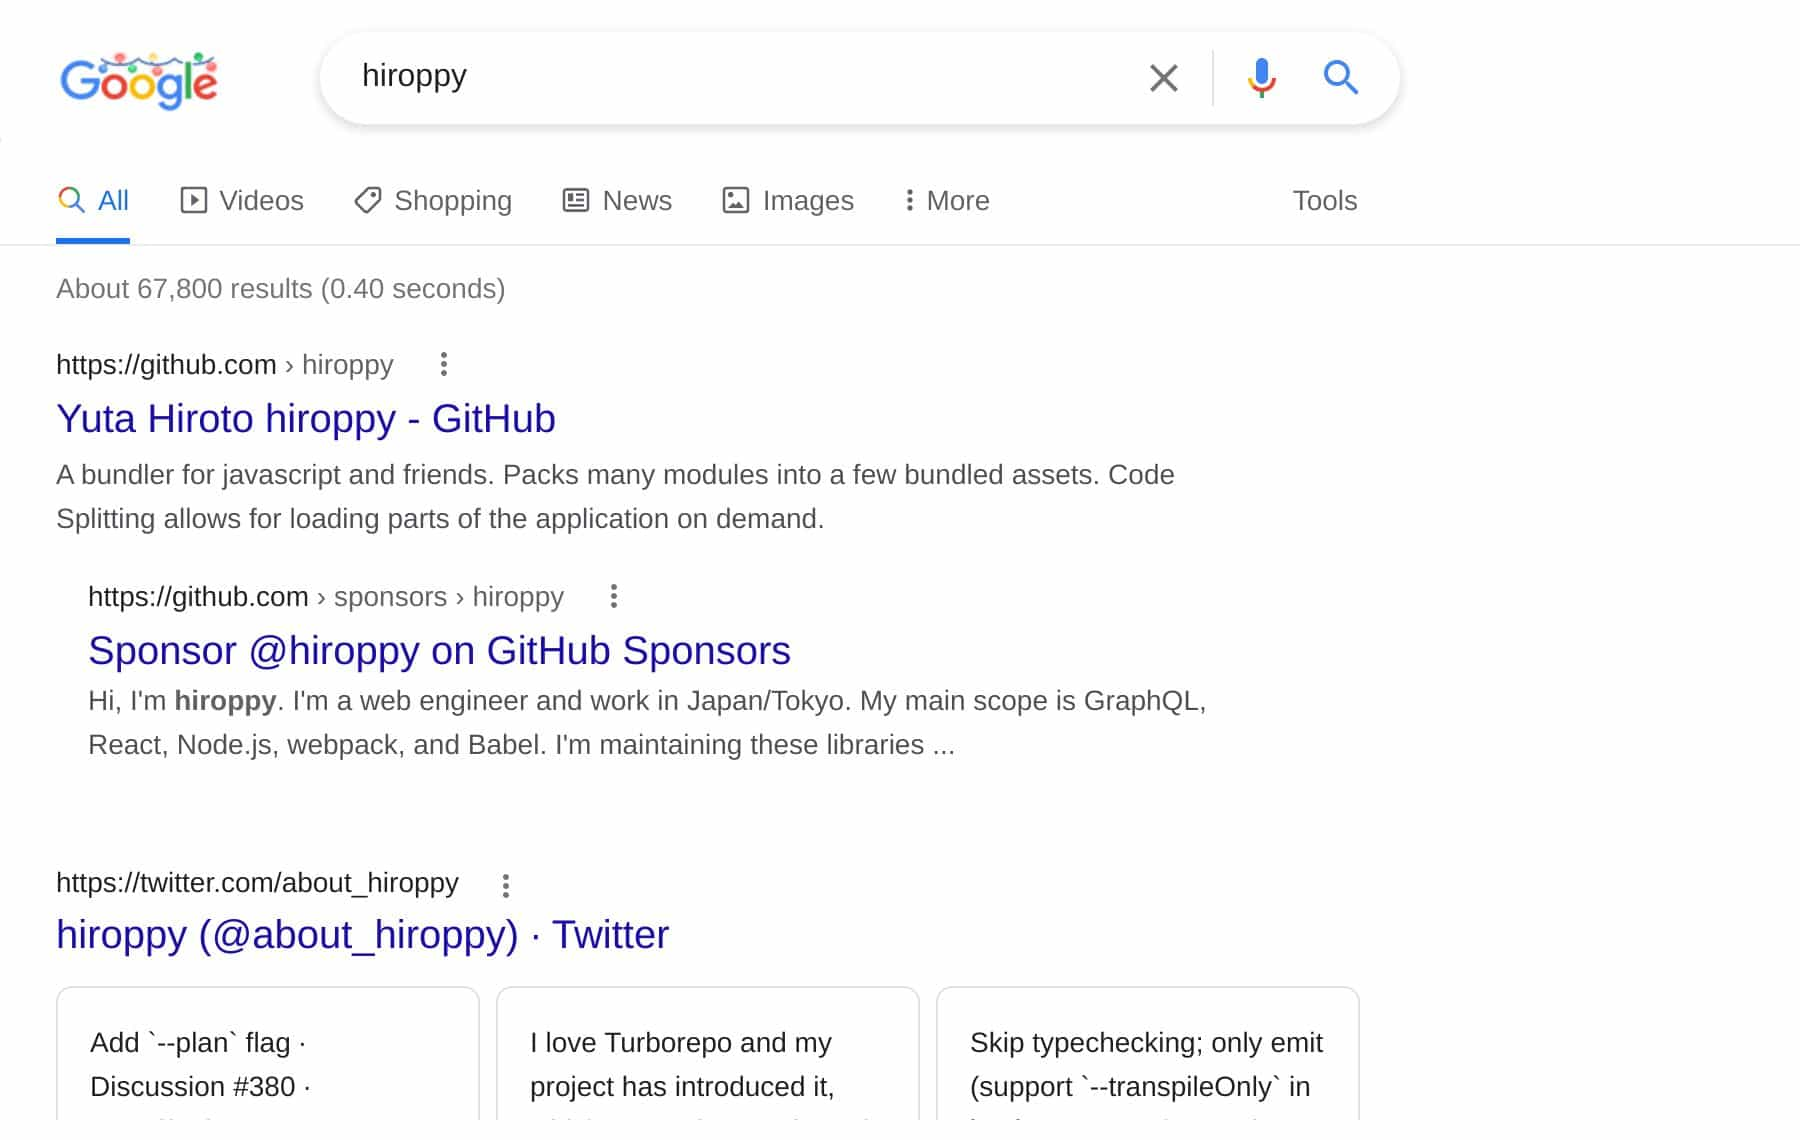 Google
hiroppy
All Videos Shopping News Images More Tools
About 67,800 results (0.40 seconds)
https://github.com › hiroppy
Yuta Hiroto hiroppy - GitHub
A bundler for javascript and friends. Packs many modules into a few bundled assets. Code
Splitting allows for loading parts of the application on demand.
https://github.com › sponsors › hiroppy
Sponsor @hiroppy on GitHub Sponsors
Hi, I'm hiroppy. I'm a web engineer and work in Japan/Tokyo. My main scope is GraphQL,
React, Node.js, webpack, and Babel. I'm maintaining these libraries ...
https://twitter.com/about_hiroppy
hiroppy (@about_hiroppy) · Twitter
Add `--plan` flag ·
Discussion #380 ·
I love Turborepo and my
project has introduced it,
Skip typechecking; only emit
(support `--transpileOnly` in